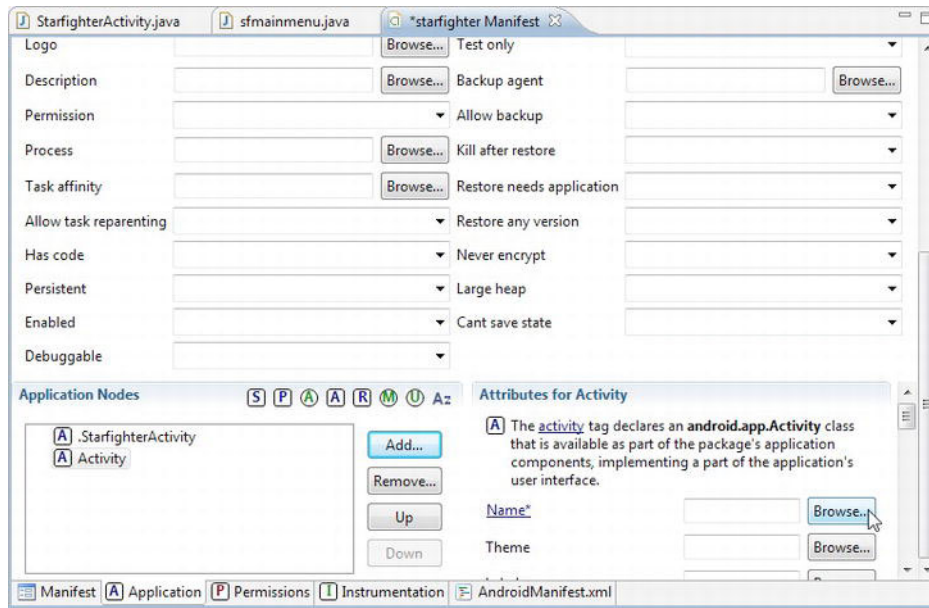 StarfighterActivity.java
sfmainmenu.java
*starfighter Manifest
Logo Browse... Test only
Description Browse... Backup agent Browse...
Permission Allow backup
Process Browse... Kill after restore
Task affinity Browse... Restore needs application
Allow task reparenting Restore any version
Has code Never encrypt
Persistent Large heap
Enabled Cant save state
Debuggable
Application Nodes S P A A R M U Az
A .StarfighterActivity
A Activity
Add...
Remove...
Up
Down
Attributes for Activity
A The activity tag declares an android.app.Activity class
that is available as part of the package's application
components, implementing a part of the application's
user interface.
Name* Browse...
Theme Browse...
Manifest A Application P Permissions I Instrumentation AndroidManifest.xml